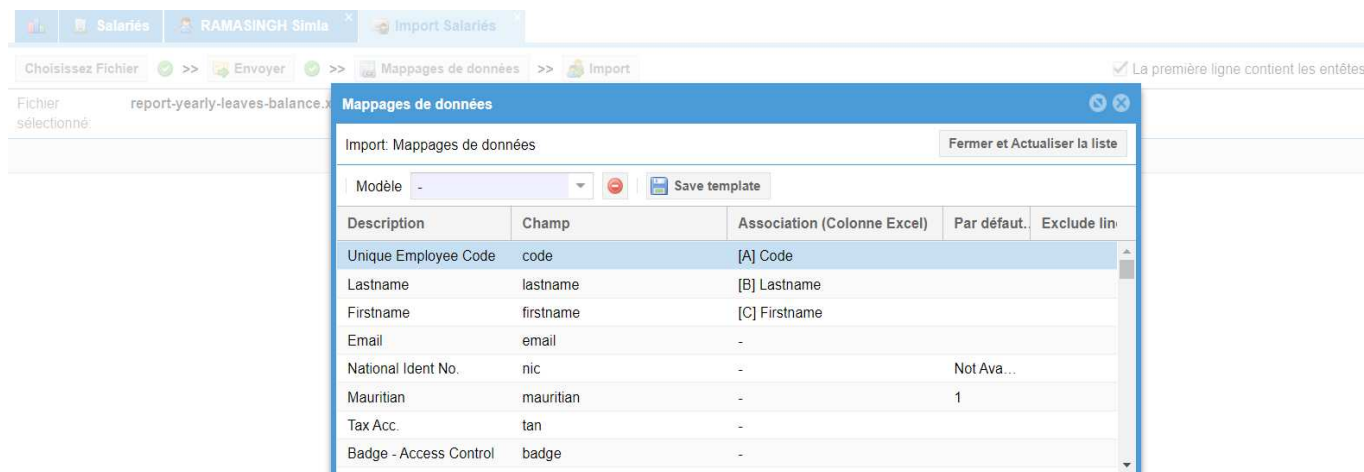 Salariés RAMASINGH Simla Import Salariés
Choisissez Fichier >> Envoyer >> Mappages de données >> Import La première ligne contient les entêtes
Fichier sélectionné: report-yearly-leaves-balance.x
Mappages de données
Import: Mappages de données Fermer et Actualiser la liste
Modèle - Save template
Description Champ Association (Colonne Excel) Par défaut.. Exclude lin
Unique Employee Code code [A] Code
Lastname lastname [B] Lastname
Firstname firstname [C] Firstname
Email email -
National Ident No. nic - Not Ava...
Mauritian mauritian - 1
Tax Acc. tan -
Badge - Access Control badge -